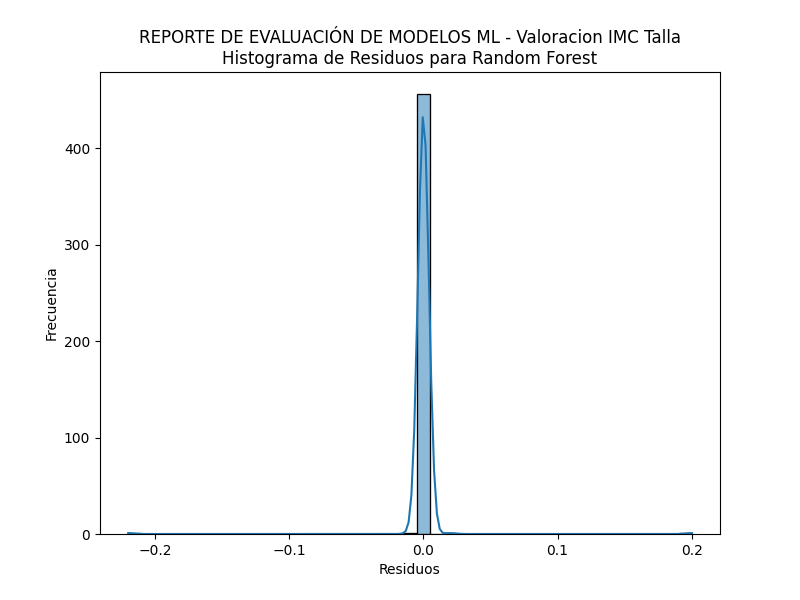 REPORTE DE EVALUACIÓN DE MODELOS ML - Valoracion IMC Talla
Histograma de Residuos para Random Forest
Frecuencia
400
300
200
100
0
−0.2
−0.1
0.0
0.1
0.2
Residuos